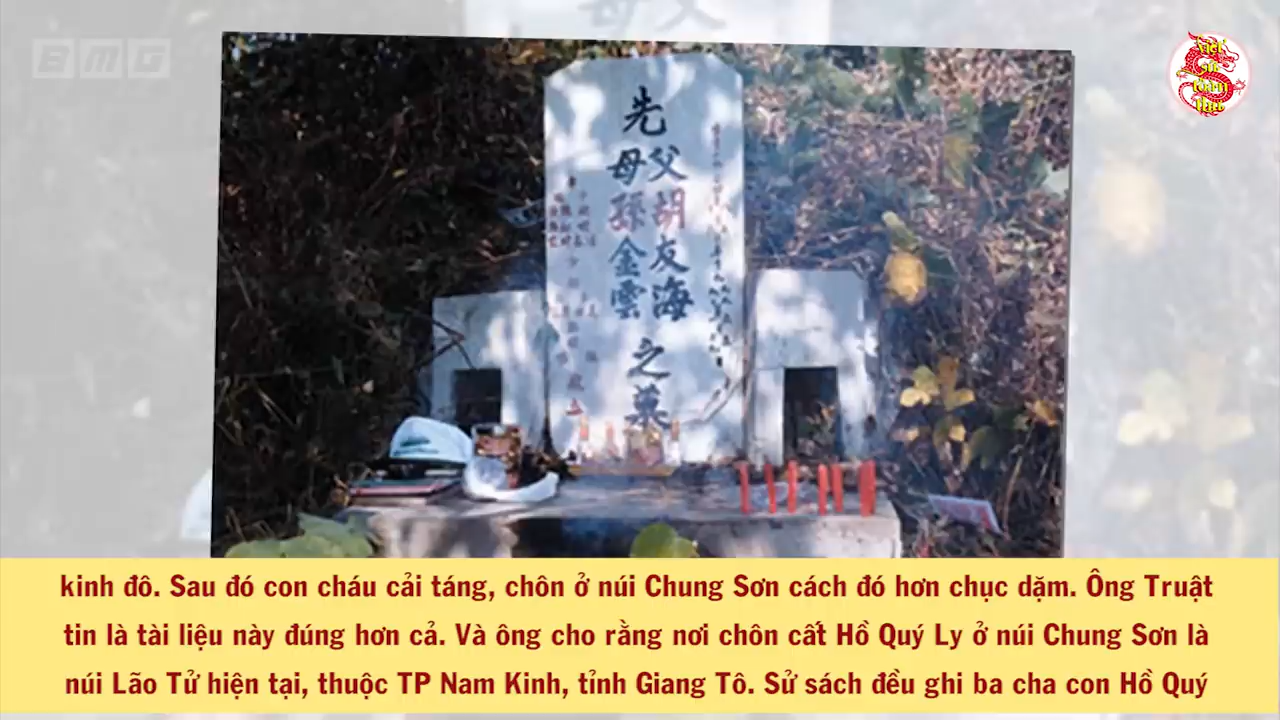 BMG
先
父胡友海
母孫金雲
之墓
kinh đô. Sau đó con cháu cải táng, chôn ở núi Chung Sơn cách đó hơn chục dặm. Ông Truật
tin là tài liệu này đúng hơn cả. Và ông cho rằng nơi chôn cất Hồ Quý Ly ở núi Chung Sơn là
núi Lão Tử hiện tại, thuộc TP Nam Kinh, tỉnh Giang Tô. Sử sách đều ghi ba cha con Hồ Quý